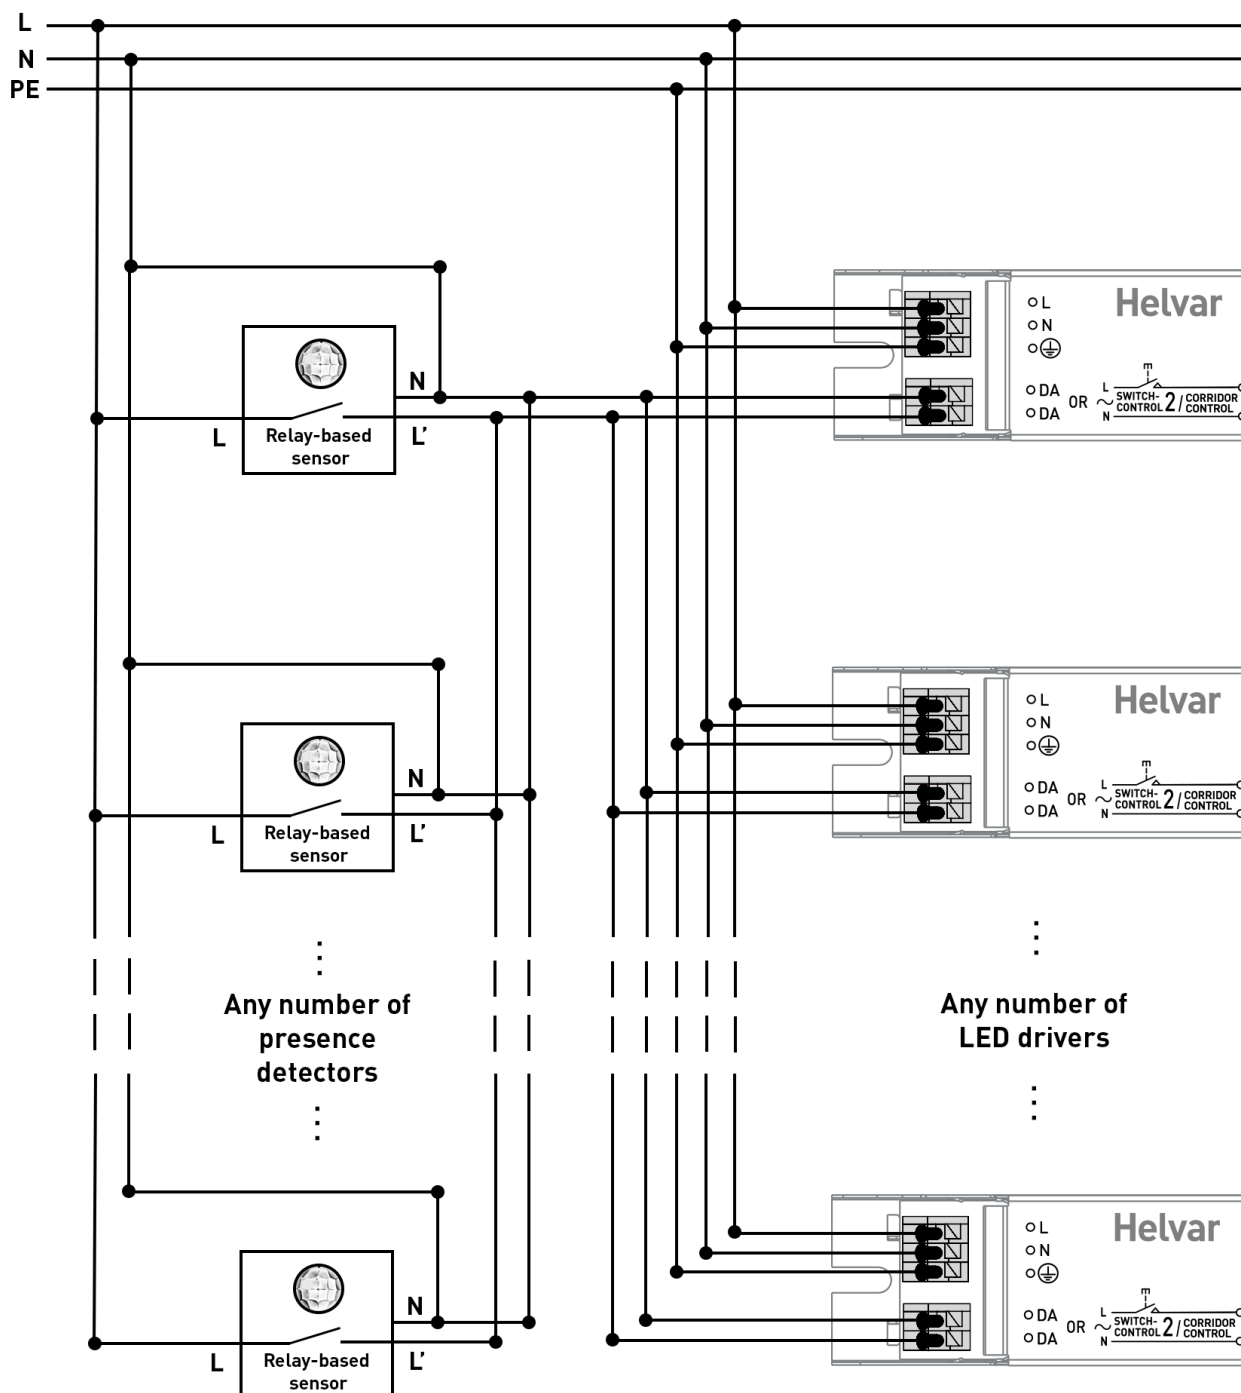 L
N
PE
L
N
Helvar
DA
DA
OR
L
SWITCH-
CONTROL
2/
CORRIDOR
CONTROL
N
N
L
L’
Relay-based
sensor
L
N
Helvar
DA
DA
OR
L
SWITCH-
CONTROL
2/
CORRIDOR
CONTROL
N
N
L
L’
Relay-based
sensor
Any number of
presence
detectors
Any number of
LED drivers
L
N
Helvar
DA
DA
OR
L
SWITCH-
CONTROL
2/
CORRIDOR
CONTROL
N
N
L
L’
Relay-based
sensor